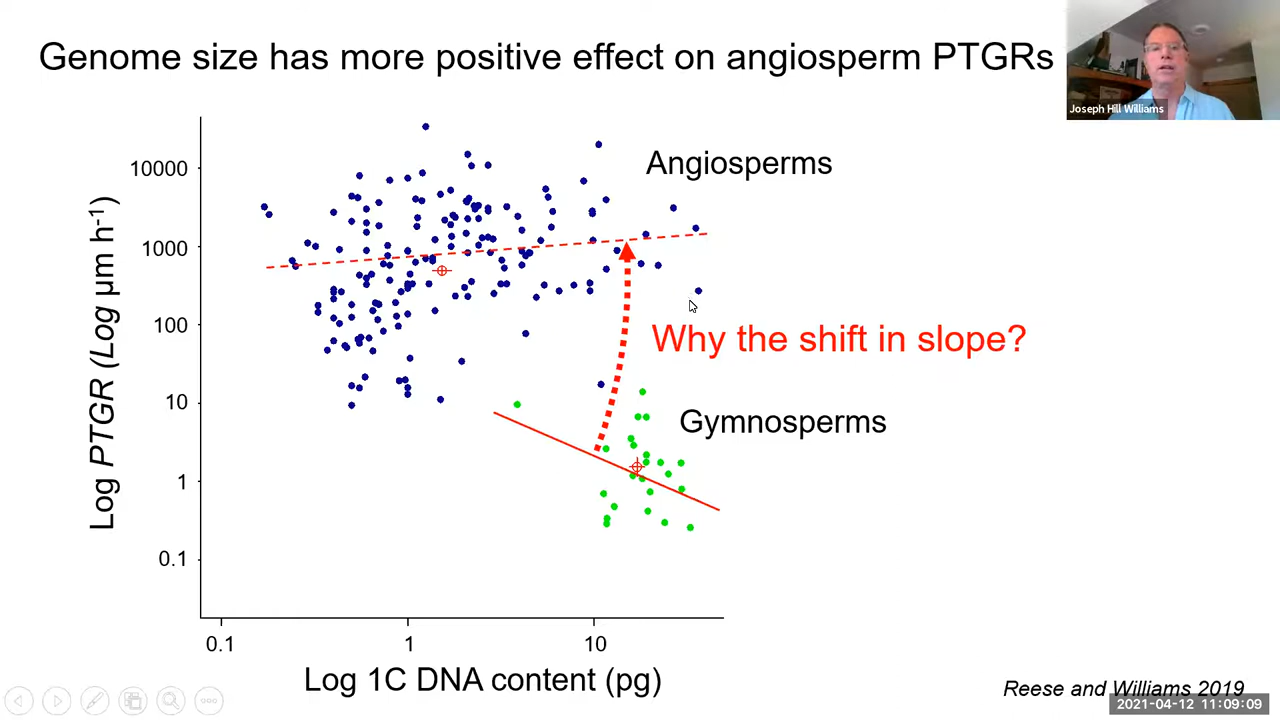 Genome size has more positive effect on angiosperm PTGRs
Joseph Hill Williams
Angiosperms
10000
1000
100
10
1
0.1
Log PTGR (Log μm h-1)
Why the shift in slope?
Gymnosperms
0.1
1
10
Log 1C DNA content (pg)
Reese and Williams 2019
2021-04-12 11:09:09